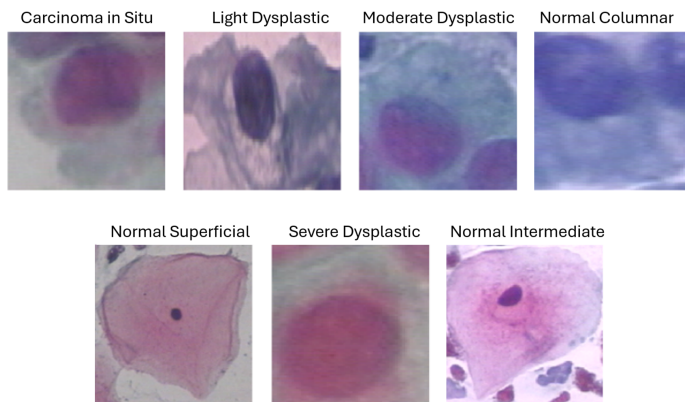 Carcinoma in Situ
Light Dysplastic
Moderate Dysplastic
Normal Columnar
Normal Superficial
Severe Dysplastic
Normal Intermediate